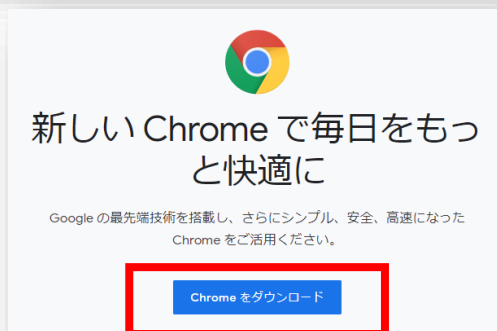 新しい Chrome で毎日をもっ
と快適に
Google の最先端技術を搭載し、さらにシンプル、安全、高速になった
Chrome をご活用ください。
Chrome をダウンロード